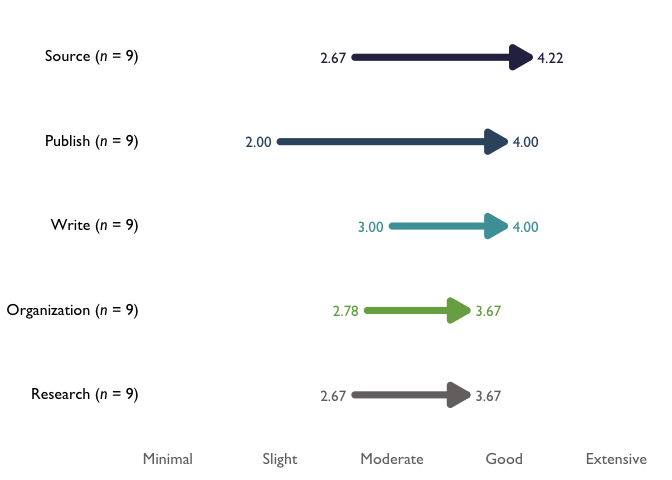 Source (n = 9) 2.67 4.22
Publish (n = 9) 2.00 4.00
Write (n = 9) 3.00 4.00
Organization (n = 9) 2.78 3.67
Research (n = 9) 2.67 3.67
Minimal Slight Moderate Good Extensive